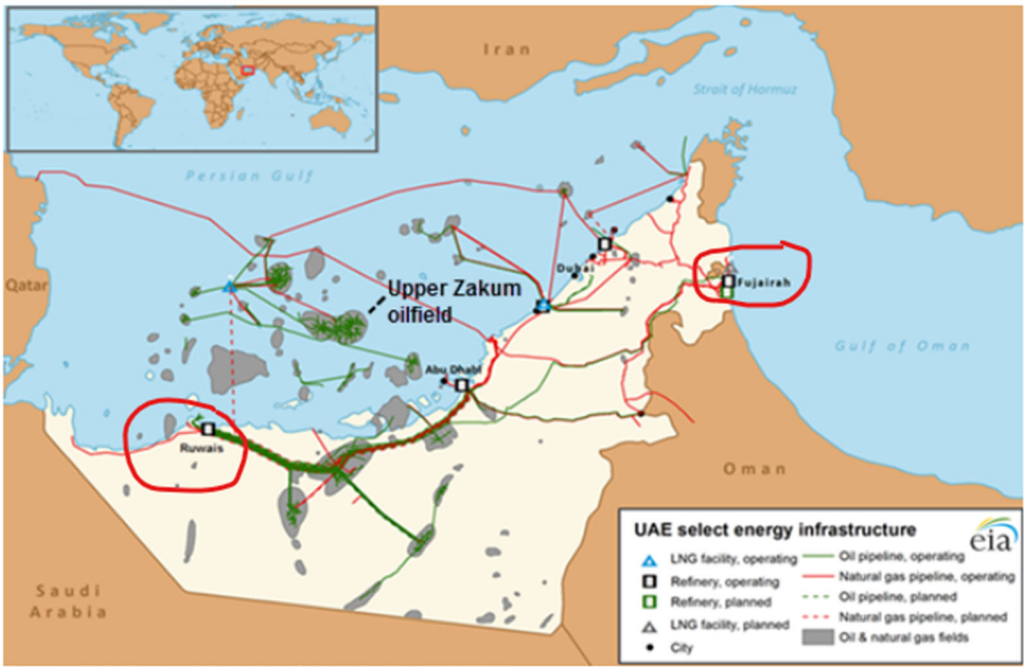 Iran
Strait of Hormuz
Persian Gulf
Qatar
Upper Zakum
oilfield
Dubai
Fujairah
Gulf of Oman
Abu Dhabi
Ruwais
Oman
Saudi
Arabia
UAE select energy infrastructure
eia
LNG facility, operating
Refinery, operating
Refinery, planned
LNG facility, planned
City
Oil pipeline, operating
Natural gas pipeline, operating
Oil pipeline, planned
Natural gas pipeline, planned
Oil & natural gas fields